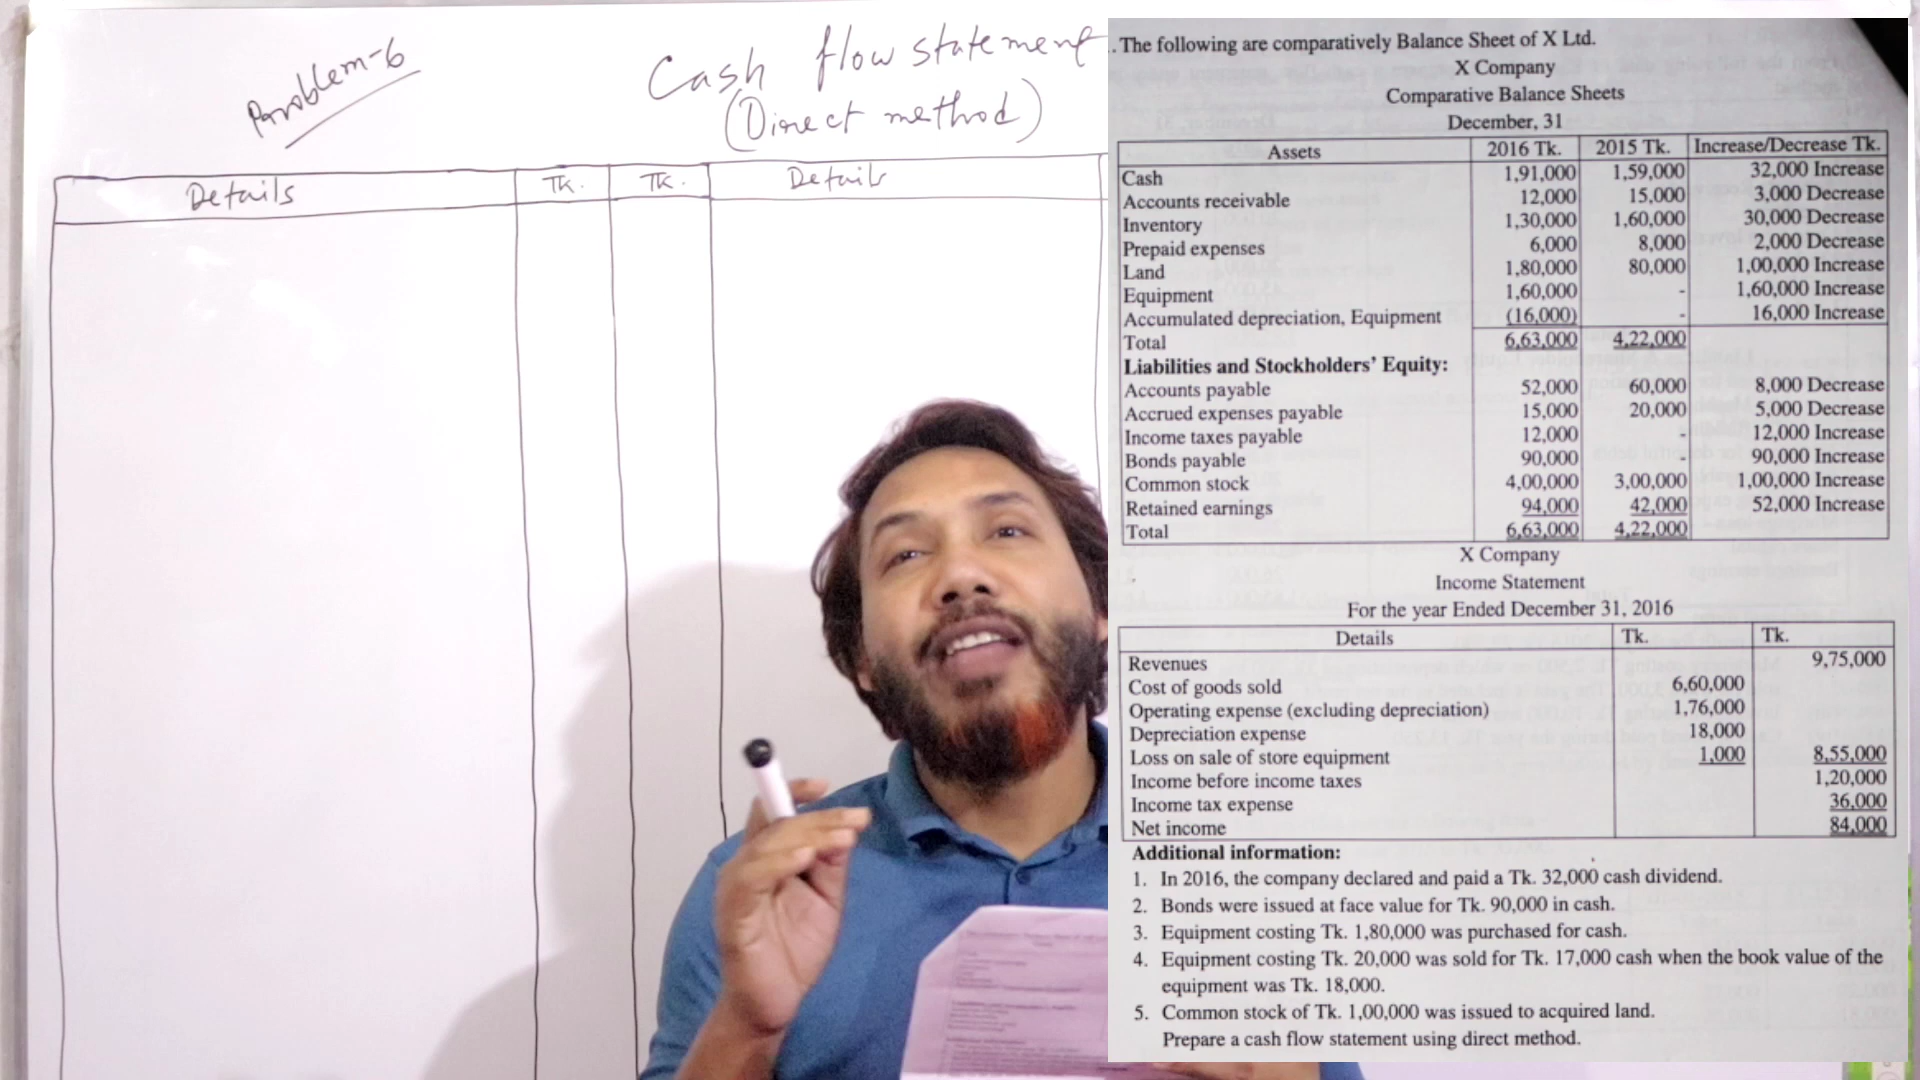 Problem-6
Cash flow statement
(Direct method)
Details Tk. Tk. Details
The following are comparatively Balance Sheet of X Ltd.
X Company
Comparative Balance Sheets
December, 31
Assets 2016 Tk. 2015 Tk. Increase/Decrease Tk.
Cash 1,91,000 1,59,000 32,000 Increase
Accounts receivable 12,000 15,000 3,000 Decrease
Inventory 1,30,000 1,60,000 30,000 Decrease
Prepaid expenses 6,000 8,000 2,000 Decrease
Land 1,80,000 80,000 1,00,000 Increase
Equipment 1,60,000 - 1,60,000 Increase
Accumulated depreciation, Equipment (16,000) - 16,000 Increase
Total 6,63,000 4,22,000
Liabilities and Stockholders' Equity:
Accounts payable 52,000 60,000 8,000 Decrease
Accrued expenses payable 15,000 20,000 5,000 Decrease
Income taxes payable 12,000 - 12,000 Increase
Bonds payable 90,000 - 90,000 Increase
Common stock 4,00,000 3,00,000 1,00,000 Increase
Retained earnings 94,000 42,000 52,000 Increase
Total 6,63,000 4,22,000
X Company
Income Statement
For the year Ended December 31, 2016
Details Tk. Tk.
Revenues 9,75,000
Cost of goods sold 6,60,000
Operating expense (excluding depreciation) 1,76,000
Depreciation expense 18,000
Loss on sale of store equipment 1,000 8,55,000
Income before income taxes 1,20,000
Income tax expense 36,000
Net income 84,000
Additional information:
1. In 2016, the company declared and paid a Tk. 32,000 cash dividend.
2. Bonds were issued at face value for Tk. 90,000 in cash.
3. Equipment costing Tk. 1,80,000 was purchased for cash.
4. Equipment costing Tk. 20,000 was sold for Tk. 17,000 cash when the book value of the
equipment was Tk. 18,000.
5. Common stock of Tk. 1,00,000 was issued to acquired land.
Prepare a cash flow statement using direct method.